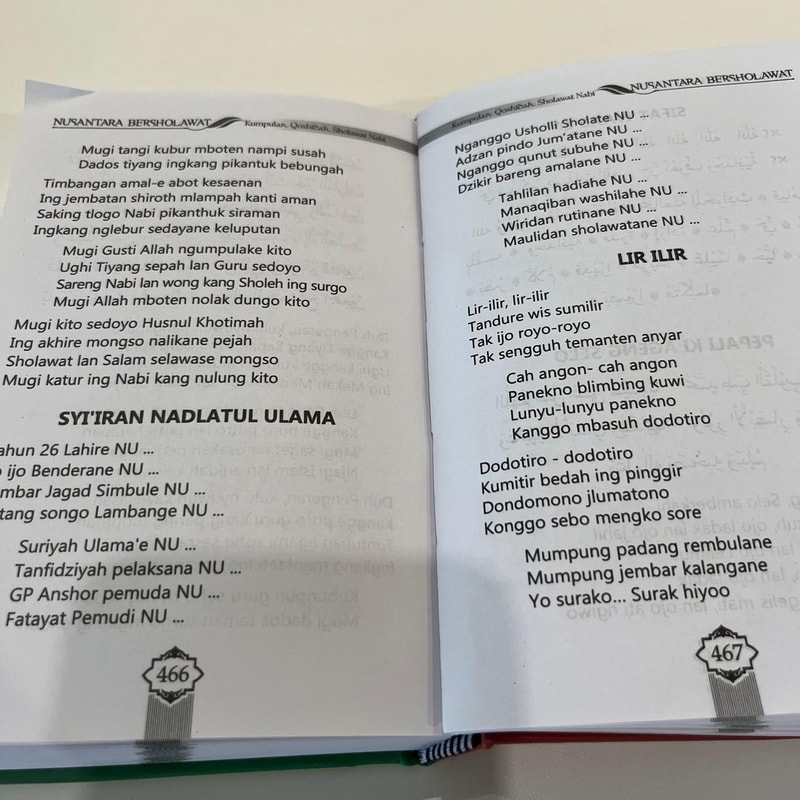 NUSANTARA BERSHOLAWAT Kumpulan, Qoshidah, Sholawat Nabi
Mugi tangi kubur mboten nampi susah
Dados tiyang ingkang pikantuk bebungah
Timbangan amal-e abot kesaenan
Ing jembatan shiroth mlampah kanti aman
Saking tlogo Nabi pikanthuk siraman
Ingkang nglebur sedayane keluputan
Mugi Gusti Allah ngumpulake kito
Ughi Tiyang sepah lan Guru sedoyo
Sareng Nabi lan wong kang Sholeh ing surgo
Mugi Allah mboten nolak dungo kito
Mugi kito sedoyo Husnul Khotimah
Ing akhire mongso nalikane pejah
Sholawat lan Salam selawase mongso
Mugi katur ing Nabi kang nulung kito
SYI'IRAN NADLATUL ULAMA
ahun 26 Lahire NU ...
o ijo Benderane NU ...
mbar Jagad Simbule NU ...
tang songo Lambange NU ...
Suriyah Ulama'e NU ...
Tanfidziyah pelaksana NU ...
GP Anshor pemuda NU ...
Fatayat Pemudi NU ...
466
Kumpulan, Qoshidah, Sholawat Nabi NUSANTARA BERSHOLAWAT
Nganggo Usholli Sholate NU ...
Adzan pindo Jum'atane NU ...
Nganggo qunut subuhe NU ...
Dzikir bareng amalane NU ...
Tahlilan hadiahe NU ...
Manaqiban washilahe NU ...
Wiridan rutinane NU ...
Maulidan sholawatane NU ...
LIR ILIR
Lir-ilir, lir-ilir
Tandure wis sumilir
Tak ijo royo-royo
Tak sengguh temanten anyar
Cah angon- cah angon
Panekno blimbing kuwi
Lunyu-lunyu panekno
Kanggo mbasuh dodotiro
Dodotiro - dodotiro
Kumitir bedah ing pinggir
Dondomono jlumatono
Konggo sebo mengko sore
Mumpung padang rembulane
Mumpung jembar kalangane
Yo surako... Surak hiyoo
467